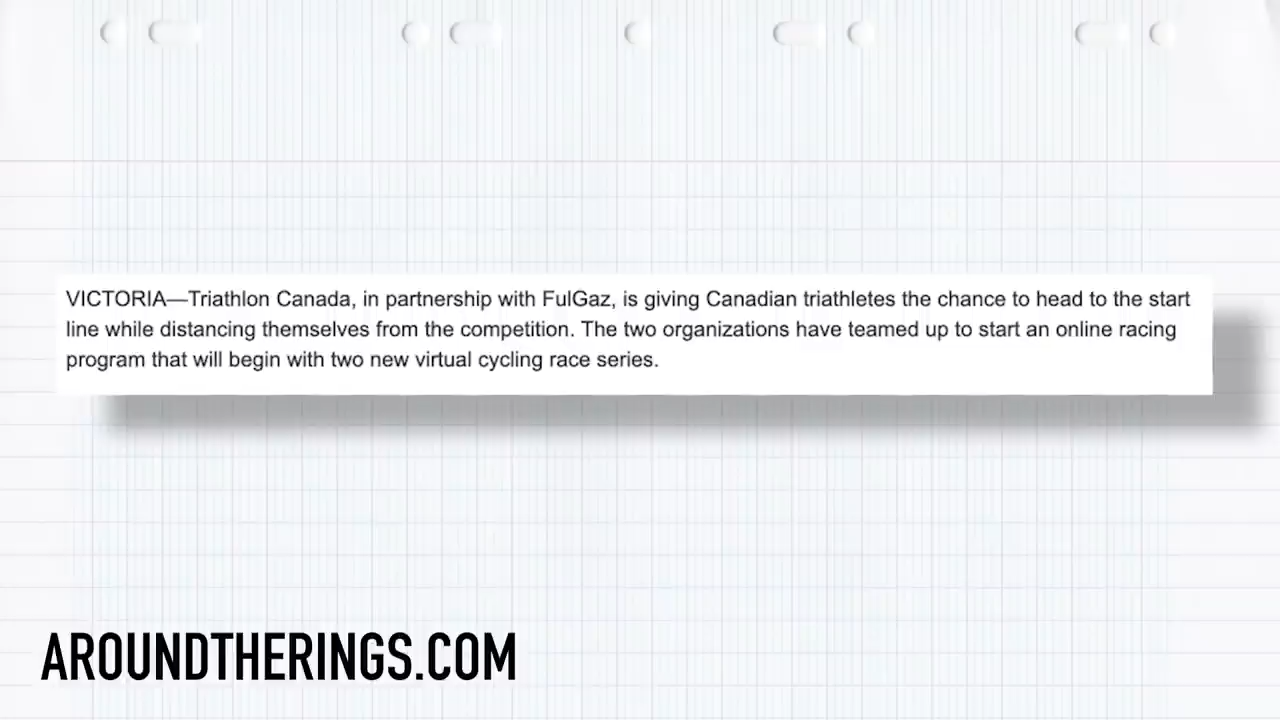 VICTORIA—Triathlon Canada, in partnership with FulGaz, is giving Canadian triathletes the chance to head to the start
line while distancing themselves from the competition. The two organizations have teamed up to start an online racing
program that will begin with two new virtual cycling race series.
AROUNDTHERINGS.COM